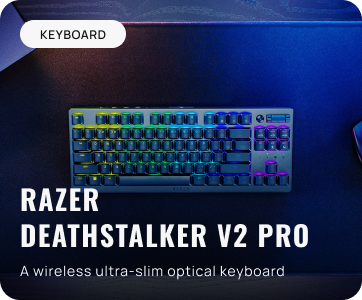 KEYBOARD
RAZER
DEATHSTALKER V2 PRO
A wireless ultra-slim optical keyboard